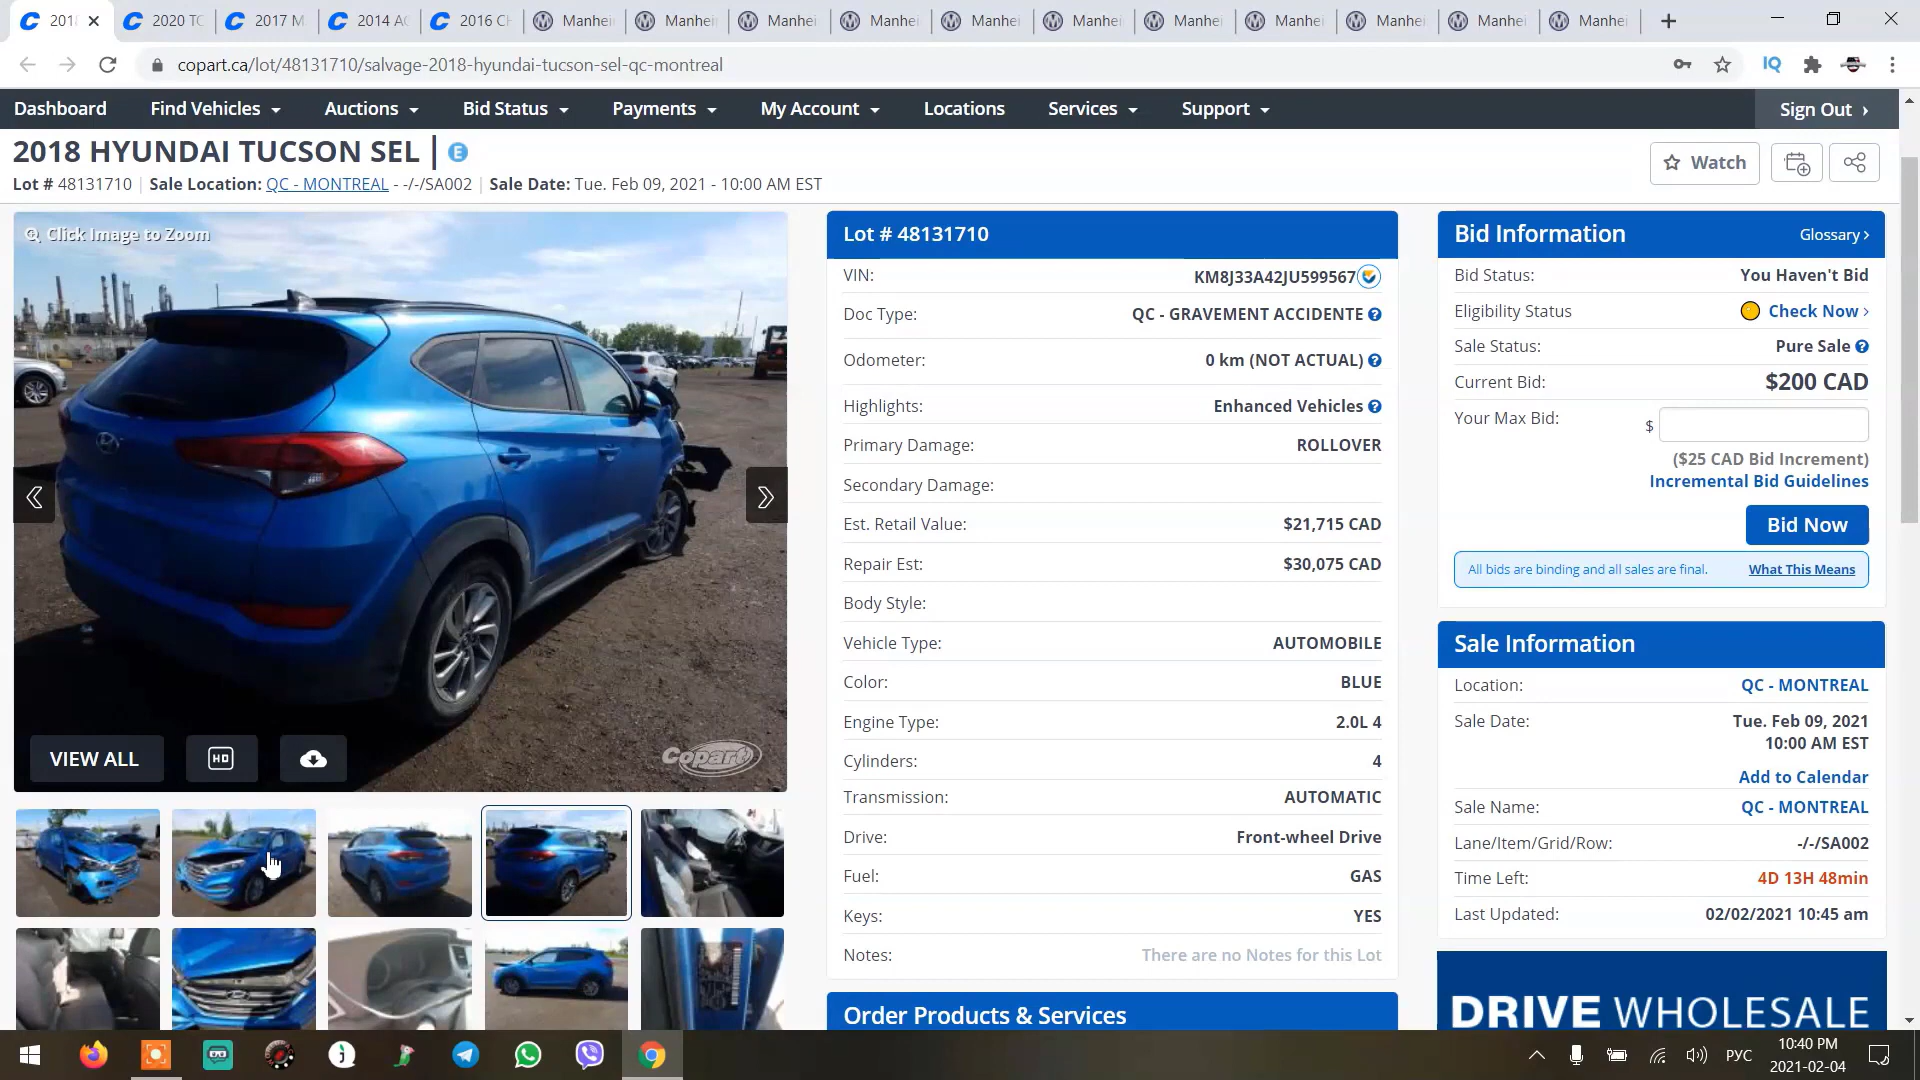 2018
2020 TC
2017 M
2014 AC
2016 CH
Manhei
Manhei
Manhei
Manhei
Manhei
Manhei
Manhei
Manhei
Manhei
Manhei
Manhei
copart.ca/lot/48131710/salvage-2018-hyundai-tucson-sel-qc-montreal
IQ
Dashboard
Find Vehicles
Auctions
Bid Status
Payments
My Account
Locations
Services
Support
Sign Out ›
2018 HYUNDAI TUCSON SEL | E
Lot # 48131710 | Sale Location: QC - MONTREAL - -/-/SA002 | Sale Date: Tue. Feb 09, 2021 - 10:00 AM EST
Watch
Click Image to Zoom
VIEW ALL
HD
Copart
Lot # 48131710
VIN: KM8J33A42JU599567
Doc Type: QC - GRAVEMENT ACCIDENTE
Odometer: 0 km (NOT ACTUAL)
Highlights: Enhanced Vehicles
Primary Damage: ROLLOVER
Secondary Damage:
Est. Retail Value: $21,715 CAD
Repair Est: $30,075 CAD
Body Style:
Vehicle Type: AUTOMOBILE
Color: BLUE
Engine Type: 2.0L 4
Cylinders: 4
Transmission: AUTOMATIC
Drive: Front-wheel Drive
Fuel: GAS
Keys: YES
Notes: There are no Notes for this Lot
Order Products & Services
Bid Information
Glossary ›
Bid Status: You Haven't Bid
Eligibility Status Check Now ›
Sale Status: Pure Sale
Current Bid: $200 CAD
Your Max Bid: $
($25 CAD Bid Increment)
Incremental Bid Guidelines
Bid Now
All bids are binding and all sales are final. What This Means
Sale Information
Location: QC - MONTREAL
Sale Date: Tue. Feb 09, 2021
10:00 AM EST
Add to Calendar
Sale Name: QC - MONTREAL
Lane/Item/Grid/Row: -/-/SA002
Time Left: 4D 13H 48min
Last Updated: 02/02/2021 10:45 am
DRIVE WHOLESALE
РУС
10:40 PM
2021-02-04